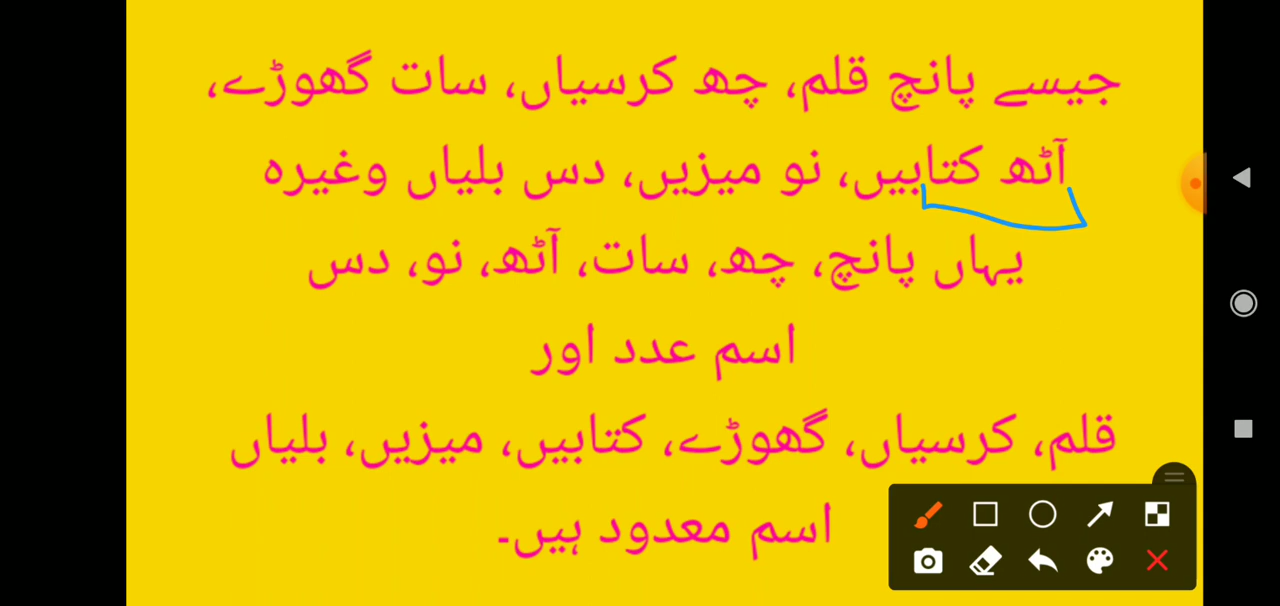 جیسے پانچ قلم، چھ کرسیاں، سات گھوڑے،
آٹھ کتابیں، نو میزیں، دس بلیاں وغیرہ
یہاں پانچ، چھ، سات، آٹھ، نو، دس
اسم عدد اور
قلم، کرسیاں، گھوڑے، کتابیں، میزیں، بلیاں
اسم معدود ہیں۔